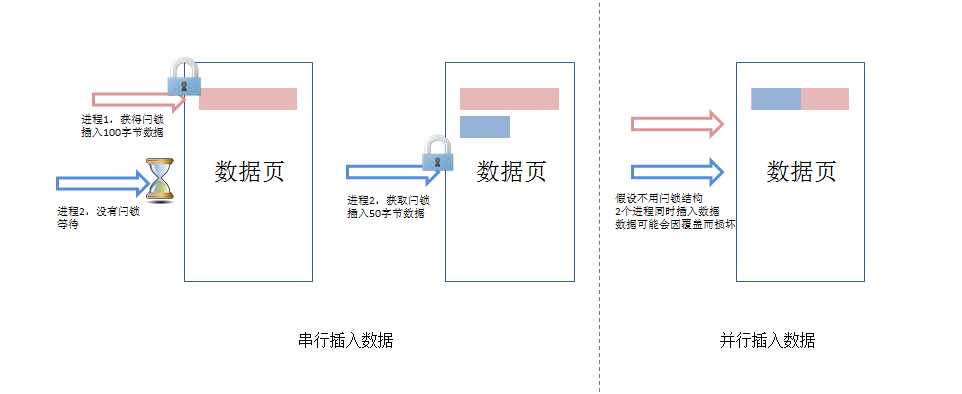 进程1，获得闩锁
插入100字节数据
数据页
进程2，没有闩锁
等待
数据页
进程2，获取闩锁
插入50字节数据
串行插入数据
数据页
假设不用闩锁结构
2个进程同时插入数据
数据可能会因覆盖而损坏
并行插入数据